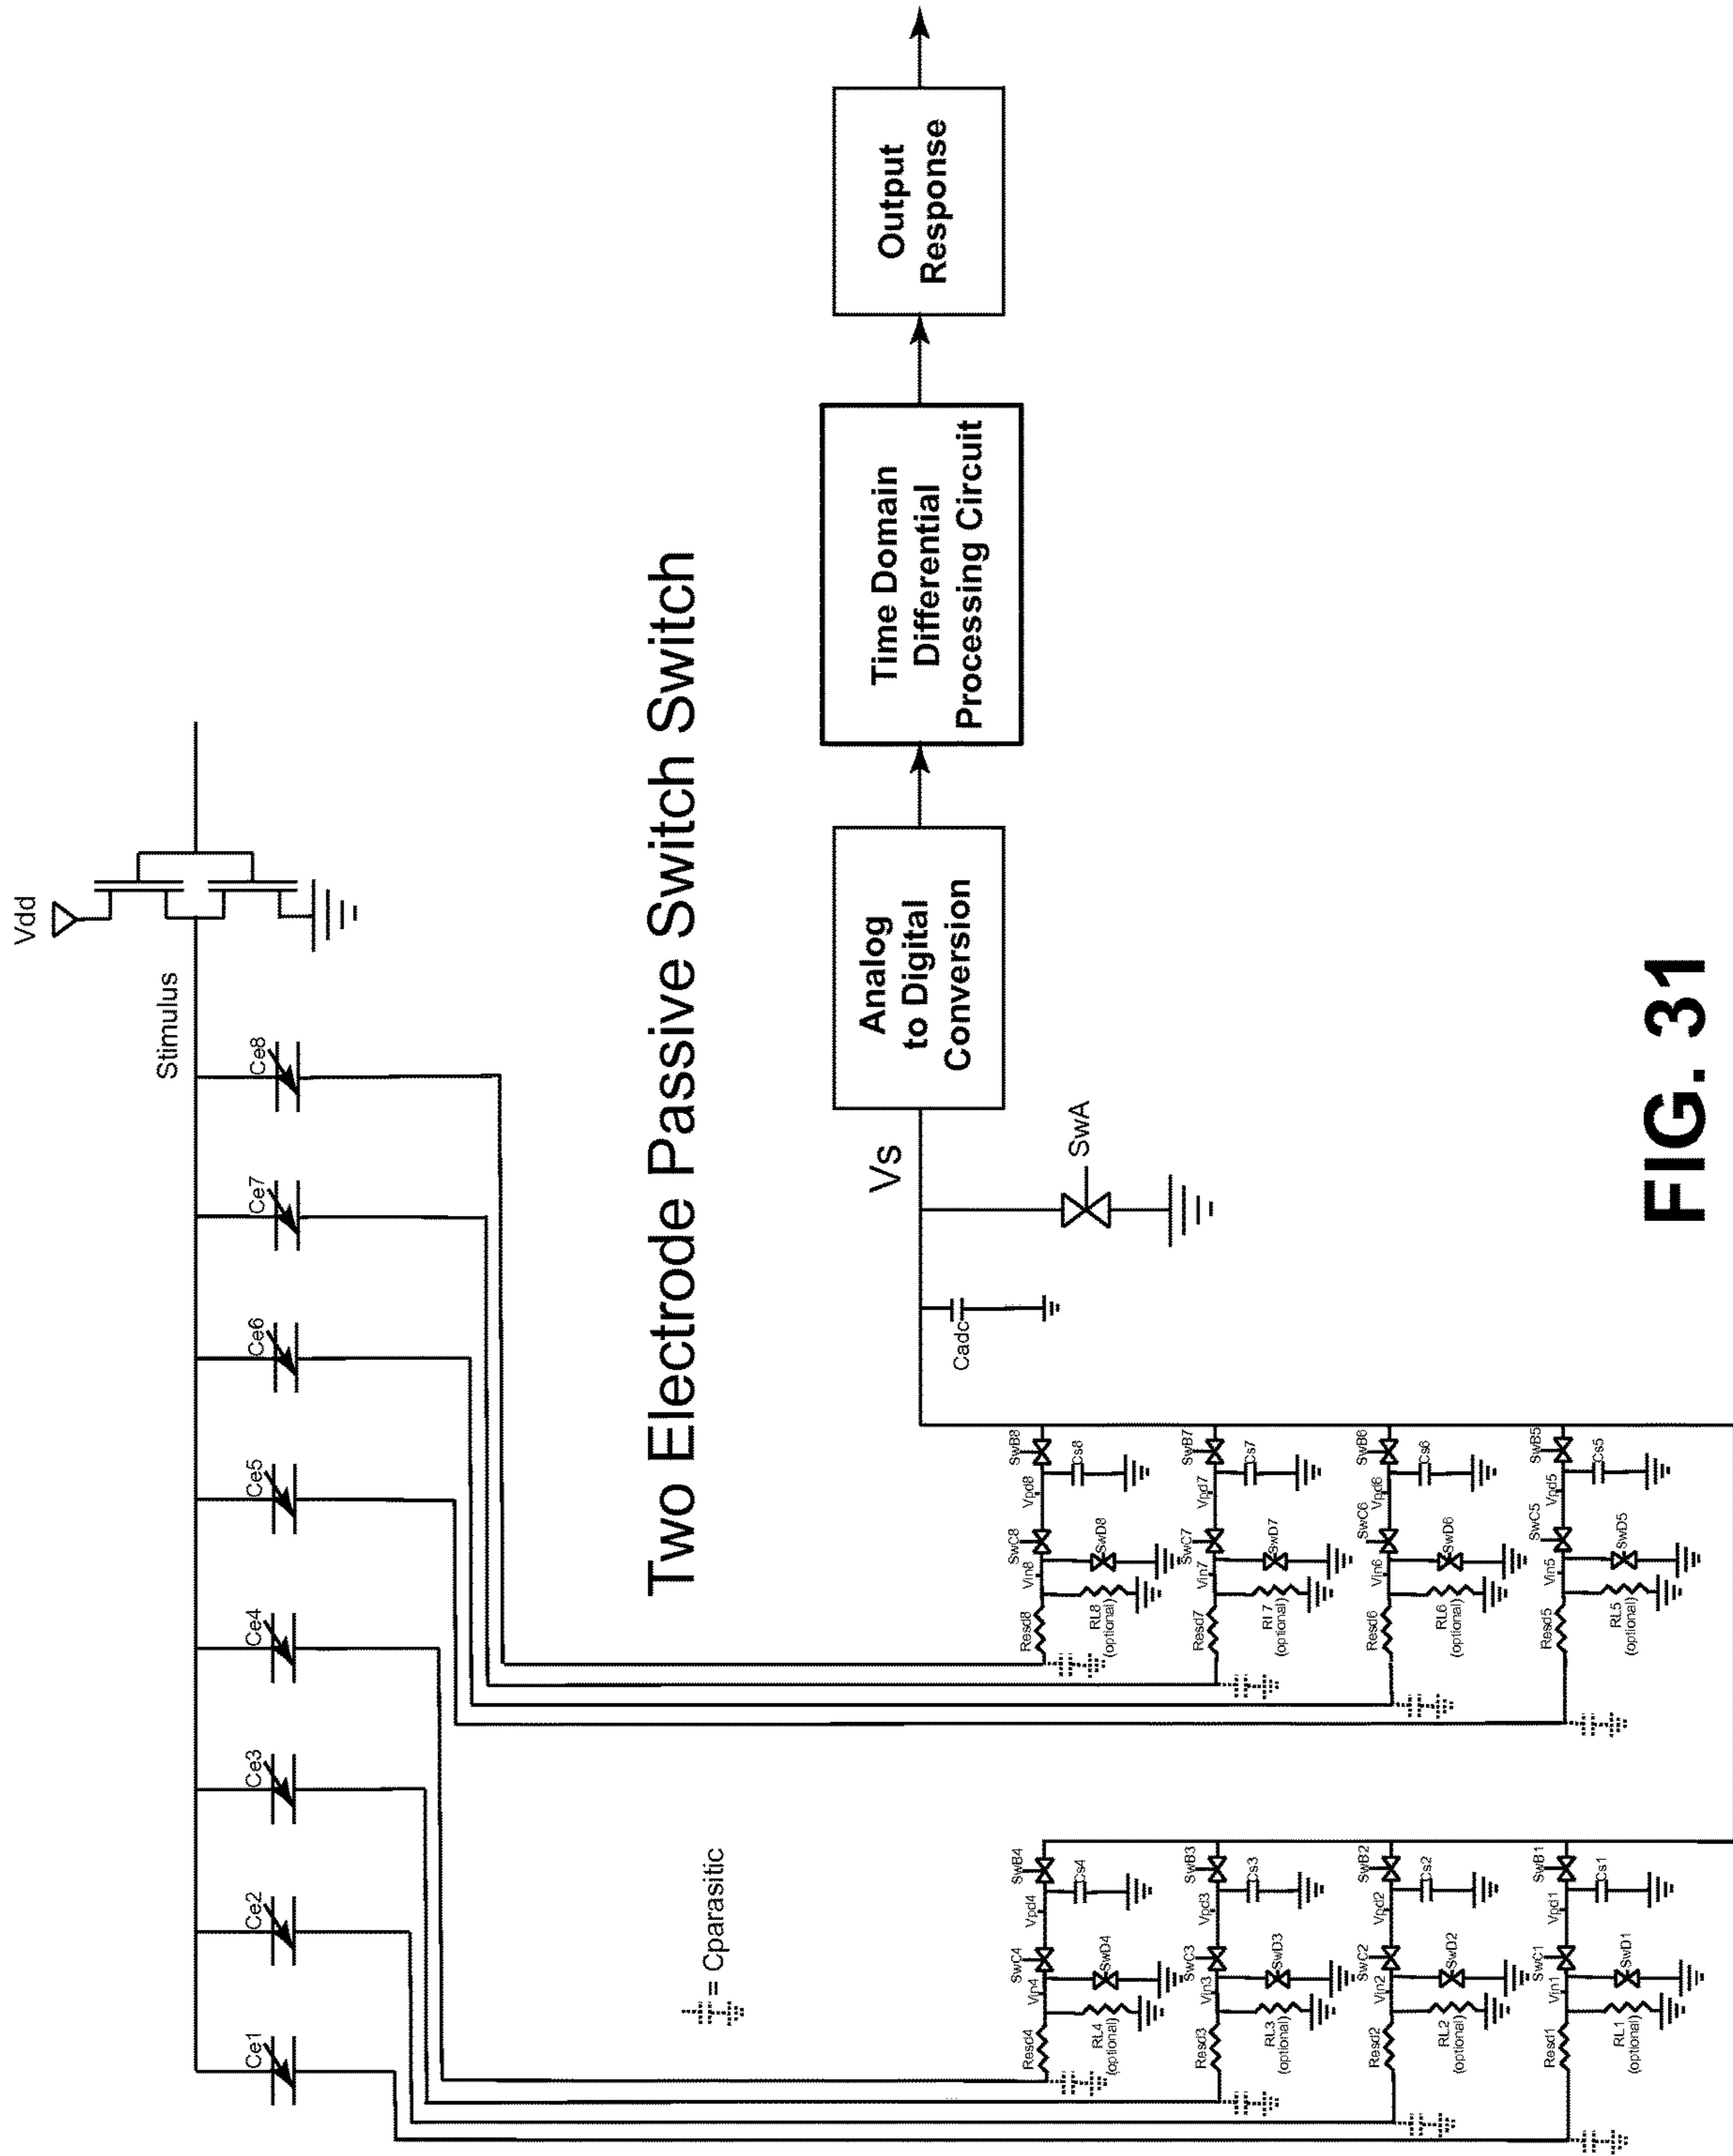 Vdd
Stimulus
Ce1
Ce2
Ce3
Ce4
Ce5
Ce6
Ce7
Ce8
Two Electrode Passive Switch Switch
= Cparasitic
Vs
SwA
Cadc
Analog
to Digital
Conversion
Time Domain
Differential
Processing Circuit
Output
Response
Resd4
RL4
(optional)
Vin4
SwC4
SwD4
Vpd4
Cs4
SwB4
Resd3
RL3
(optional)
Vin3
SwC3
SwD3
Vpd3
Cs3
SwB3
Resd2
RL2
(optional)
Vin2
SwC2
SwD2
Vpd2
Cs2
SwB2
Resd1
RL1
(optional)
Vin1
SwC1
SwD1
Vpd1
Cs1
SwB1
Resd8
RL8
(optional)
Vin8
SwC8
SwD8
Vpd8
Cs8
SwB8
Resd7
RI 7
(optional)
Vin7
SwC7
SwD7
Vpd7
Cs7
SwB7
Resd6
RL6
(optional)
Vin6
SwC6
SwD6
Vpd6
Cs6
SwB6
Resd5
RL5
(optional)
Vin5
SwC5
SwD5
Vpd5
Cs5
SwB5
FIG. 31